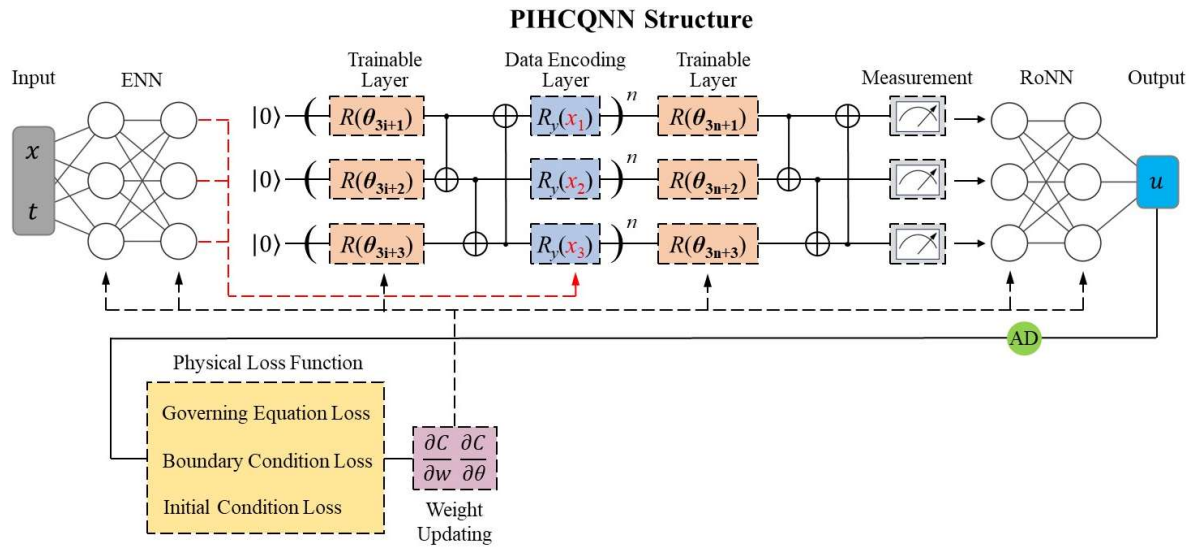 PIHCQNN Structure
Input
ENN
Trainable
Layer
Data Encoding
Layer
Trainable
Layer
Measurement
RoNN
Output
x
t
|0⟩ ( R(θ3i+1) Ry(x1) )n R(θ3n+1)
|0⟩ ( R(θ3i+2) Ry(x2) )n R(θ3n+2)
|0⟩ ( R(θ3i+3) Ry(x3) )n R(θ3n+3)
u
AD
Physical Loss Function
Governing Equation Loss
Boundary Condition Loss
Initial Condition Loss
∂C ∂C
∂w ∂θ
Weight
Updating